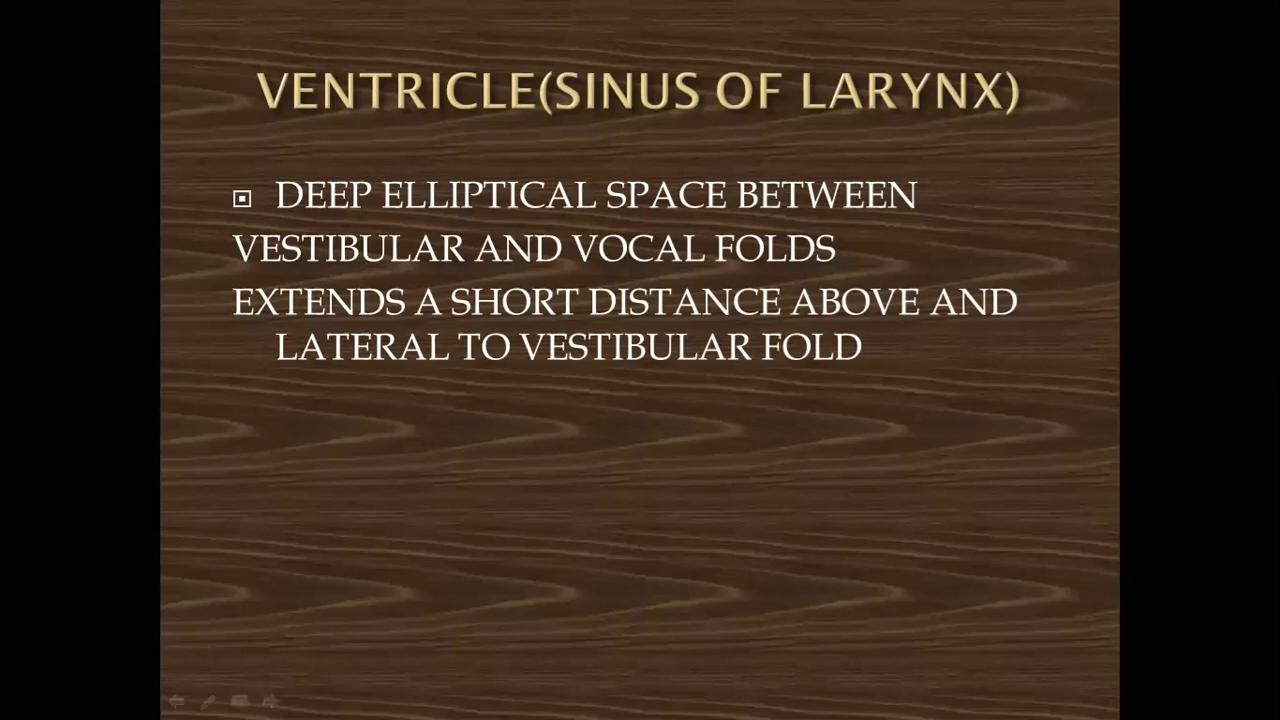 VENTRICLE(SINUS OF LARYNX)
DEEP ELLIPTICAL SPACE BETWEEN
VESTIBULAR AND VOCAL FOLDS
EXTENDS A SHORT DISTANCE ABOVE AND
LATERAL TO VESTIBULAR FOLD